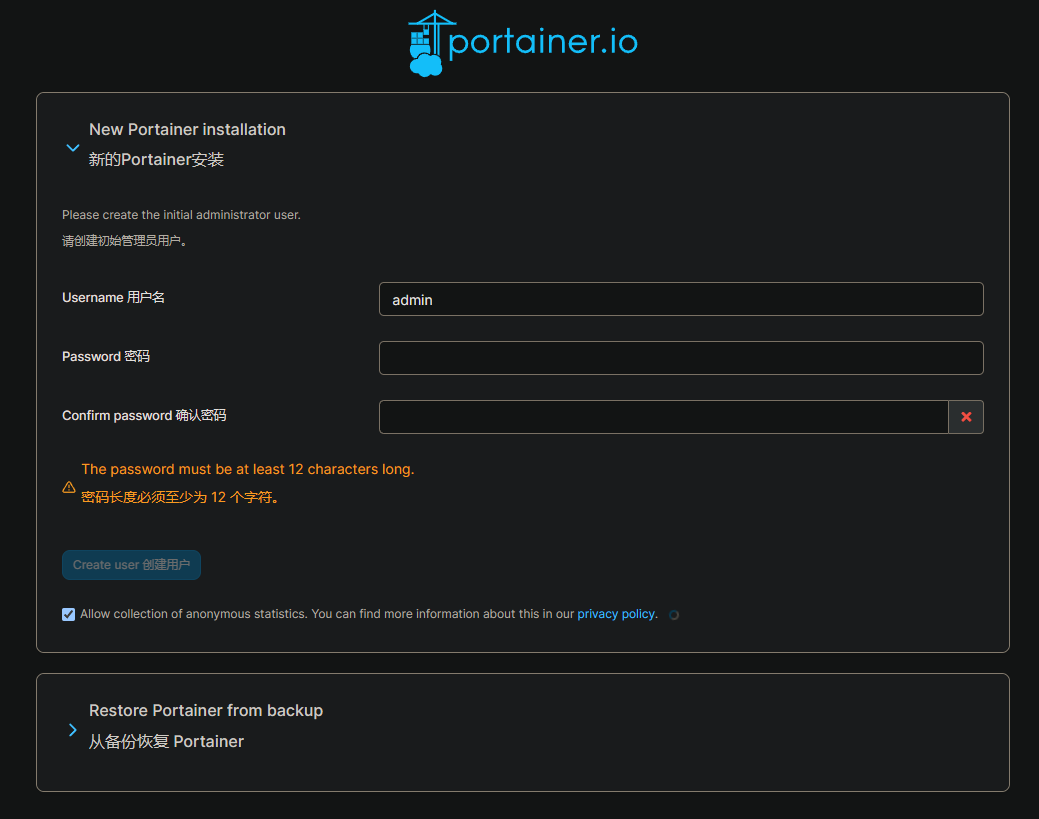 portainer.io
New Portainer installation
新的Portainer安装
Please create the initial administrator user.
请创建初始管理员用户。
Username 用户名
admin
Password 密码
Confirm password 确认密码
The password must be at least 12 characters long.
密码长度必须至少为 12 个字符。
Create user 创建用户
Allow collection of anonymous statistics. You can find more information about this in our privacy policy.
Restore Portainer from backup
从备份恢复 Portainer